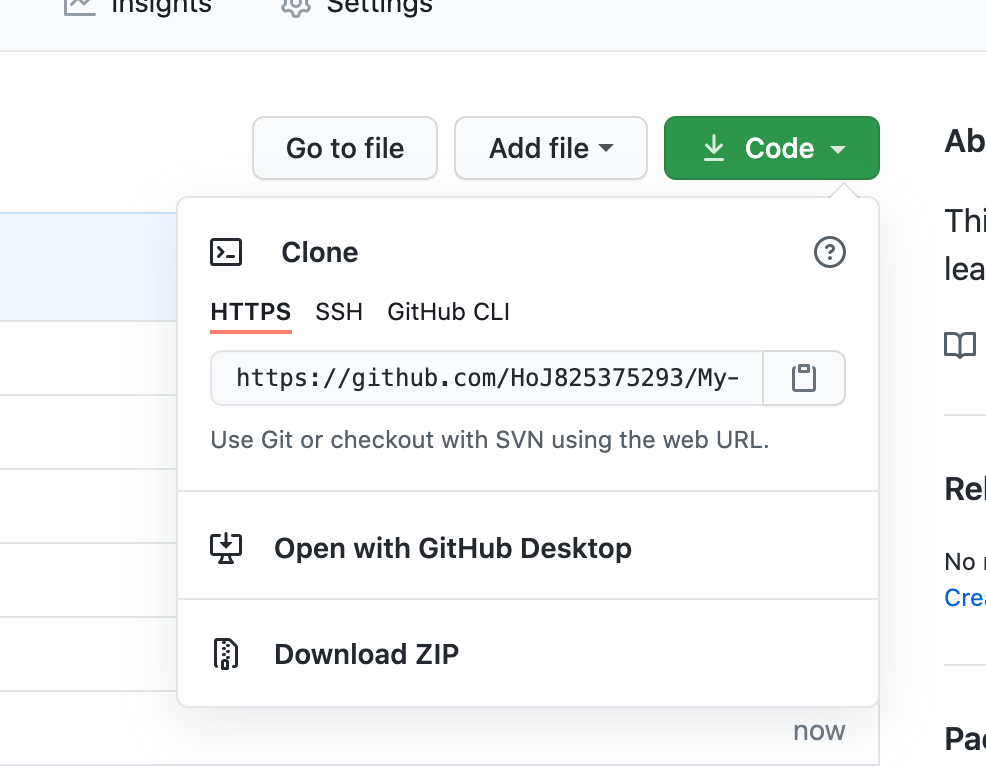 Insights Settings
Go to file Add file Code
Clone
HTTPS SSH GitHub CLI
https://github.com/HoJ825375293/My-
Use Git or checkout with SVN using the web URL.
Open with GitHub Desktop
Download ZIP
now
Ab
Thi
lea
Rel
No
Crea
Pac